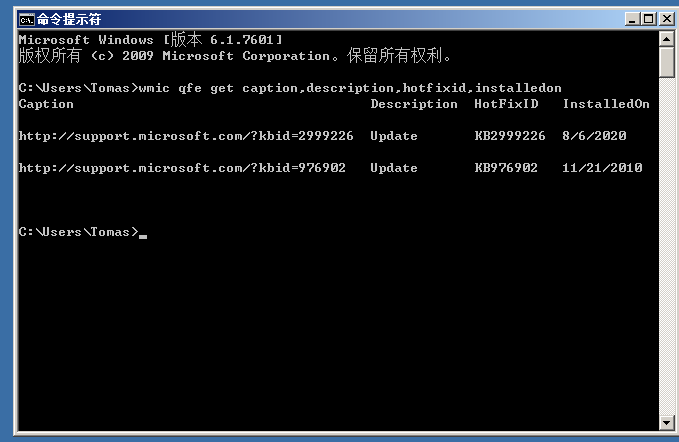 命令提示符
Microsoft Windows [版本 6.1.7601]
版权所有 (c) 2009 Microsoft Corporation。保留所有权利。
C:\Users\Tomas>wmic qfe get caption,description,hotfixid,installedon
Caption Description HotFixID InstalledOn
http://support.microsoft.com/?kbid=2999226 Update KB2999226 8/6/2020
http://support.microsoft.com/?kbid=976902 Update KB976902 11/21/2010
C:\Users\Tomas>